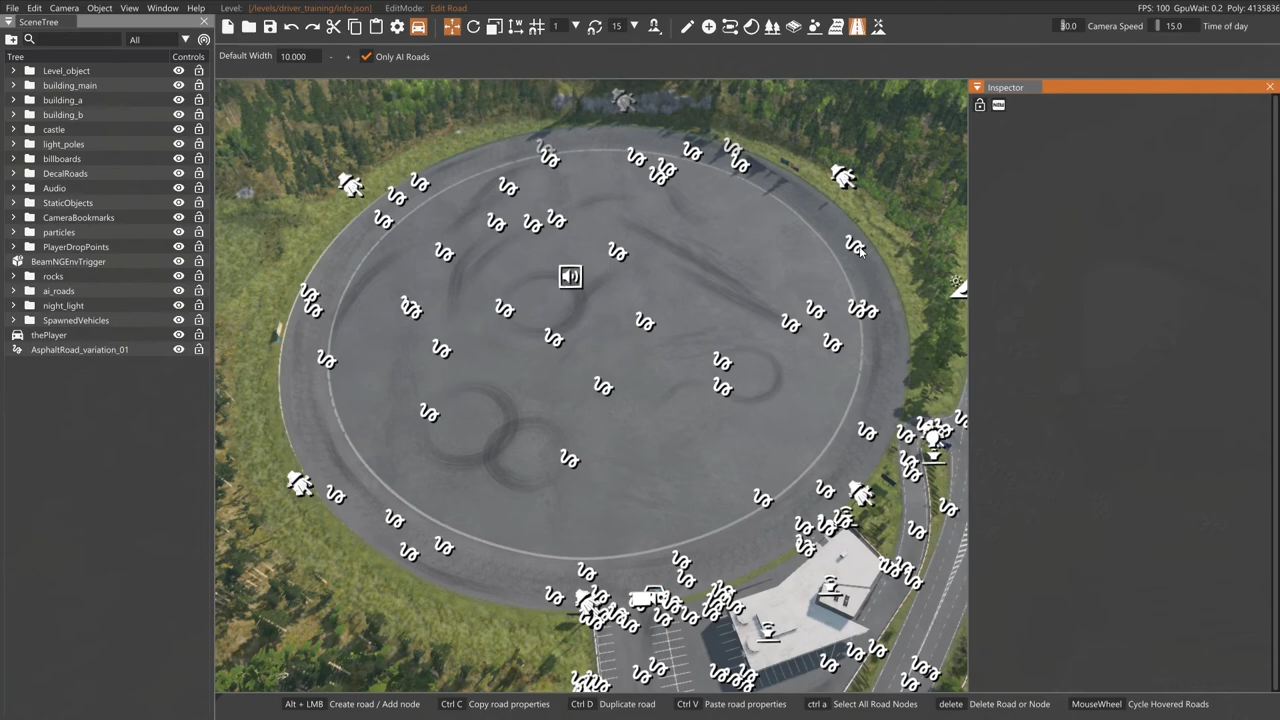 File Edit Camera Object View Window Help Level: [/levels/driver_training/info.json] EditMode: Edit Road FPS: 100 GpuWait: 0.2 Poly: 4135836
SceneTree
All
1
15
Camera Speed
15.0
Time of day
Default Width 10.000 - + Only AI Roads
Tree Controls
Level_object
building_main
building_a
building_b
castle
light_poles
billboards
DecalRoads
Audio
StaticObjects
CameraBookmarks
particles
PlayerDropPoints
BeamNGEnvTrigger
rocks
ai_roads
night_light
SpawnedVehicles
thePlayer
AsphaltRoad_variation_01
Inspector
NEW
Alt + LMB Create road / Add node Ctrl C Copy road properties Ctrl D Duplicate road Ctrl V Paste road properties ctrl a Select All Road Nodes delete Delete Road or Node MouseWheel Cycle Hovered Roads